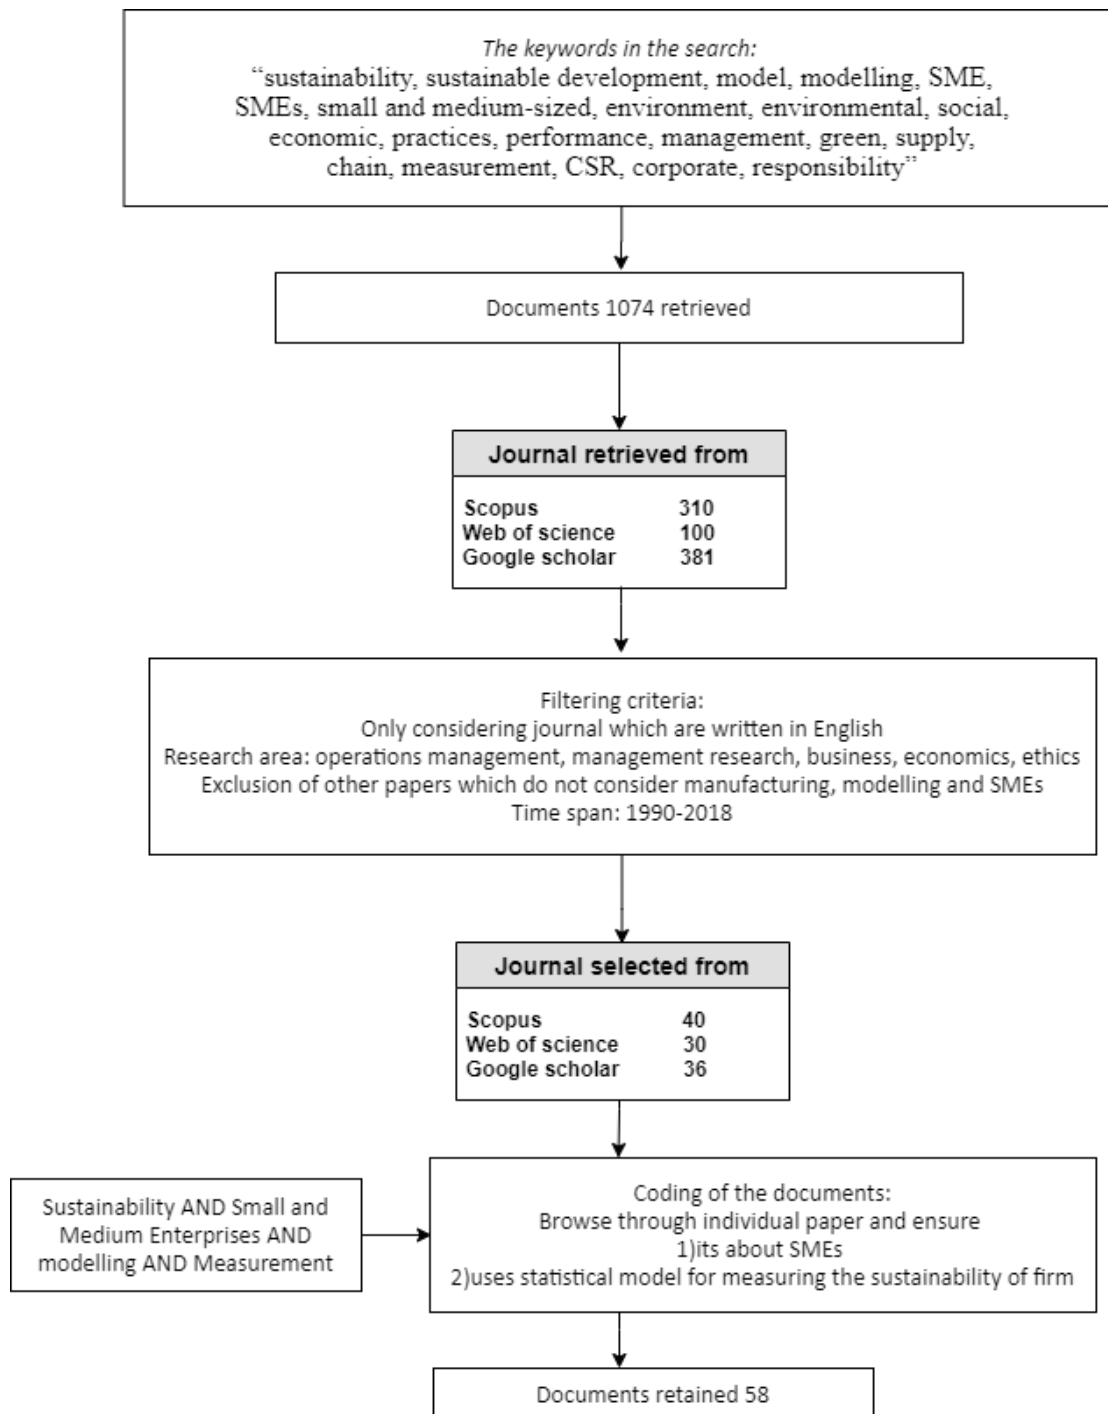 The keywords in the search:
“sustainability, sustainable development, model, modelling, SME,
SMEs, small and medium-sized, environment, environmental, social,
economic, practices, performance, management, green, supply,
chain, measurement, CSR, corporate, responsibility”
Documents 1074 retrieved
Journal retrieved from
Scopus 310
Web of science 100
Google scholar 381
Filtering criteria:
Only considering journal which are written in English
Research area: operations management, management research, business, economics, ethics
Exclusion of other papers which do not consider manufacturing, modelling and SMEs
Time span: 1990-2018
Journal selected from
Scopus 40
Web of science 30
Google scholar 36
Sustainability AND Small and
Medium Enterprises AND
modelling AND Measurement
Coding of the documents:
Browse through individual paper and ensure
1)its about SMEs
2)uses statistical model for measuring the sustainability of firm
Documents retained 58